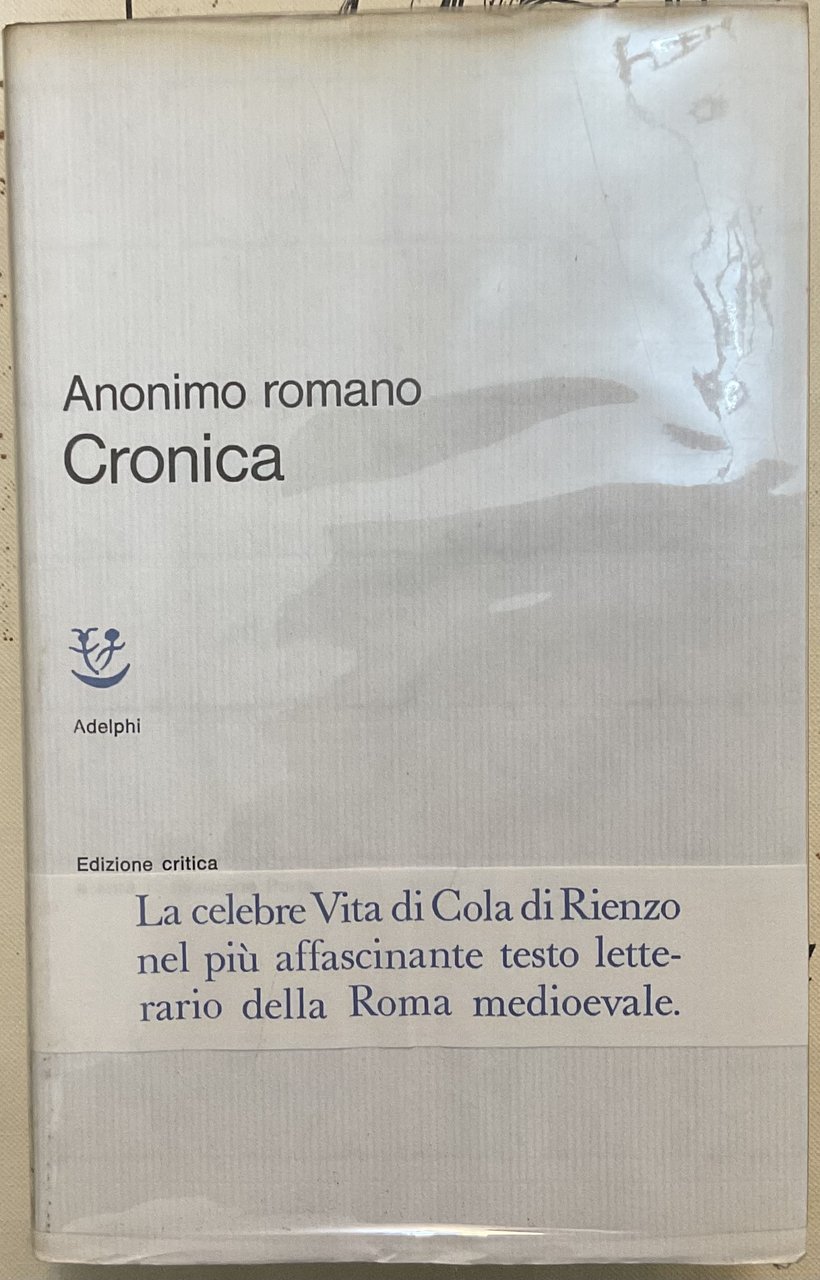 Anonimo romano
Cronica
Adelphi
Edizione critica
La celebre Vita di Cola di Rienzo
nel più affascinante testo lette-
rario della Roma medioevale.